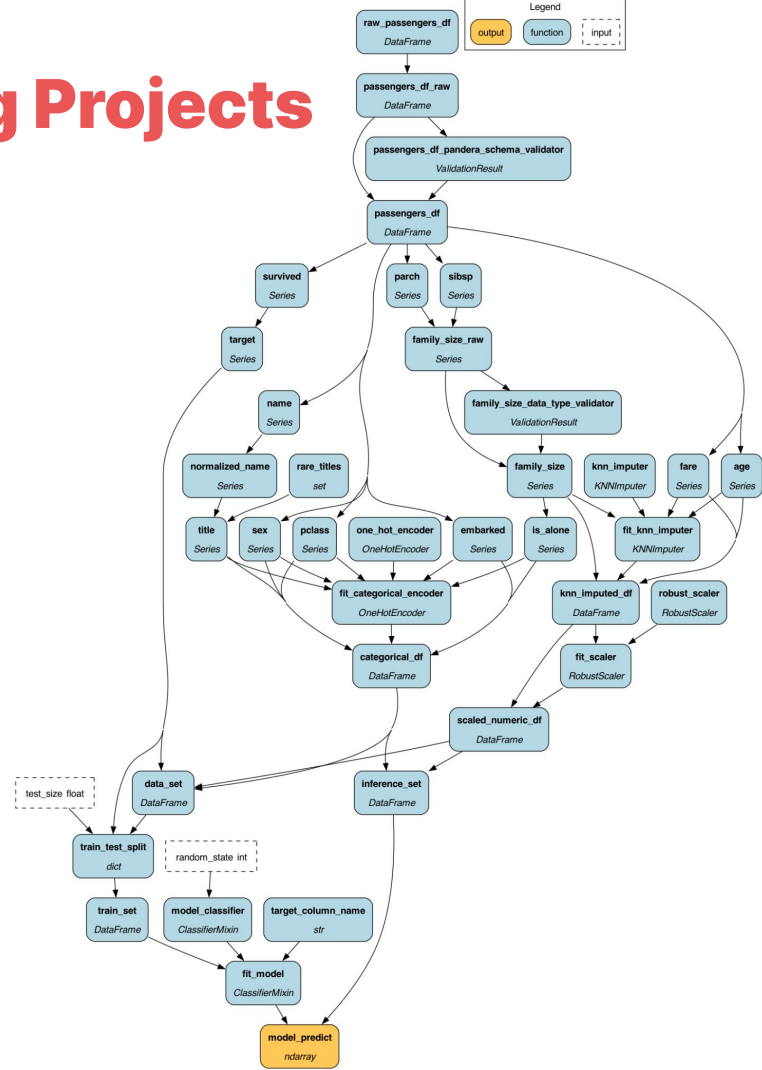 g Projects
Legend
output
function
input
raw_passengers_df
DataFrame
passengers_df_raw
DataFrame
passengers_df_pandera_schema_validator
ValidationResult
passengers_df
DataFrame
survived
Series
parch
Series
sibsp
Series
target
Series
family_size_raw
Series
name
Series
family_size_data_type_validator
ValidationResult
normalized_name
Series
rare_titles
set
family_size
Series
knn_imputer
KNNImputer
fare
Series
age
Series
title
Series
sex
Series
pclass
Series
one_hot_encoder
OneHotEncoder
embarked
Series
is_alone
Series
fit_knn_imputer
KNNImputer
fit_categorical_encoder
OneHotEncoder
knn_imputed_df
DataFrame
robust_scaler
RobustScaler
categorical_df
DataFrame
fit_scaler
RobustScaler
scaled_numeric_df
DataFrame
test_size float
data_set
DataFrame
inference_set
DataFrame
train_test_split
dict
random_state int
train_set
DataFrame
model_classifier
ClassifierMixin
target_column_name
str
fit_model
ClassifierMixin
model_predict
ndarray